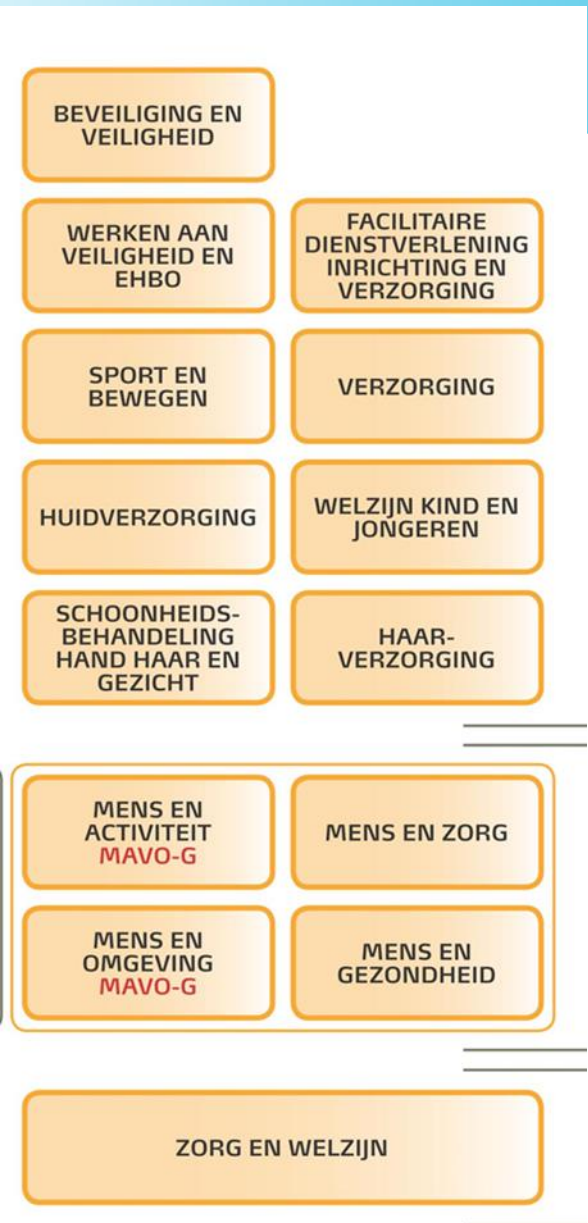 BEVEILIGING EN
VEILIGHEID
WERKEN AAN
VEILIGHEID EN
EHBO
FACILITAIRE
DIENSTVERLENING
INRICHTING EN
VERZORGING
SPORT EN
BEWEGEN
VERZORGING
HUIDVERZORGING
WELZIJN KIND EN
JONGEREN
SCHOONHEIDS-
BEHANDELING
HAND HAAR EN
GEZICHT
HAAR-
VERZORGING
MENS EN
ACTIVITEIT
MAVO-G
MENS EN ZORG
MENS EN
OMGEVING
MAVO-G
MENS EN
GEZONDHEID
ZORG EN WELZIJN